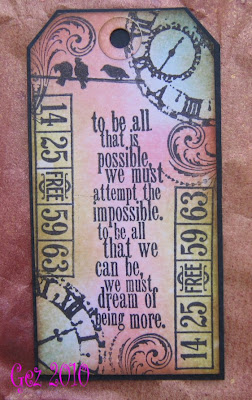 to be all
that is
possible,
we must
attempt the
impossible.
to be all
that we
can be,
we must
dream of
being more.
14 25 FREE 59 63
14 25 FREE 59 63
Gez 2010